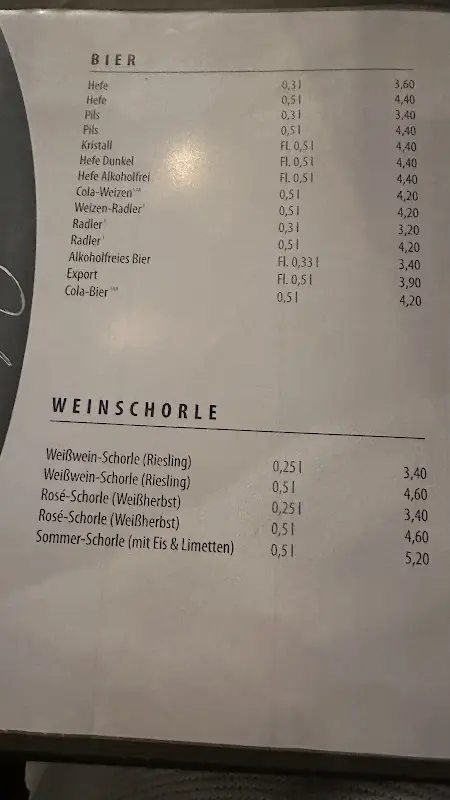 BIER
Hefe 0,3 l 3,60
Hefe 0,5 l 4,40
Pils 0,3 l 3,40
Pils 0,5 l 4,40
Kristall Fl. 0,5 l 4,40
Hefe Dunkel Fl. 0,5 l 4,40
Hefe Alkoholfrei Fl. 0,5 l 4,40
Cola-Weizen 0,5 l 4,20
Weizen-Radler 0,5 l 4,20
Radler 0,3 l 3,20
Radler 0,5 l 4,20
Alkoholfreies Bier Fl. 0,33 l 3,40
Export Fl. 0,5 l 3,90
Cola-Bier 0,5 l 4,20
WEINSCHORLE
Weißwein-Schorle (Riesling) 0,25 l 3,40
Weißwein-Schorle (Riesling) 0,5 l 4,60
Rosé-Schorle (Weißherbst) 0,25 l 3,40
Rosé-Schorle (Weißherbst) 0,5 l 4,60
Sommer-Schorle (mit Eis & Limetten) 0,5 l 5,20